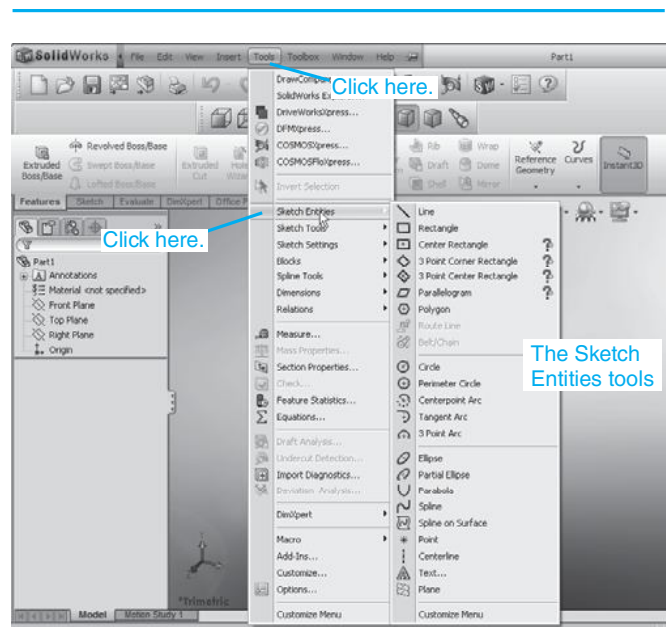 SolidWorks File Edit View Insert Tools Toolbox Window Help Part1
DrawCompare
Click here.
SolidWorks Ex
DriveWorksXpress...
DFMXpress...
COSMOSXpress...
COSMOSFloXpress...
Invert Selection
Extruded Boss/Base
Revolved Boss/Base
Swept Boss/Base
Lofted Boss/Base
Extruded Cut
Hole
Rib
Wrap
Draft
Dome
Shell
Mirror
Reference Geometry
Curves
Instant3D
Features Sketch Evaluate DimXpert Office P
Click here.
Part1
Annotations
Material <not specified>
Front Plane
Top Plane
Right Plane
Origin
Sketch Entities
Sketch Tools
Sketch Settings
Blocks
Spline Tools
Dimensions
Relations
Measure...
Mass Properties...
Section Properties...
Check...
Feature Statistics...
Equations...
Draft Analysis...
Undercut Detection...
Import Diagnostics...
Deviation Analysis...
DimXpert
Macro
Add-Ins...
Customize...
Options...
Customize Menu
Line
Rectangle
Center Rectangle
3 Point Corner Rectangle
3 Point Center Rectangle
Parallelogram
Polygon
Route Line
Belt/Chain
Circle
Perimeter Circle
Centerpoint Arc
Tangent Arc
3 Point Arc
Ellipse
Partial Ellipse
Parabola
Spline
Spline on Surface
Point
Centerline
Text...
Plane
Customize Menu
The Sketch
Entities tools
*Trimetric
Model Motion Study 1